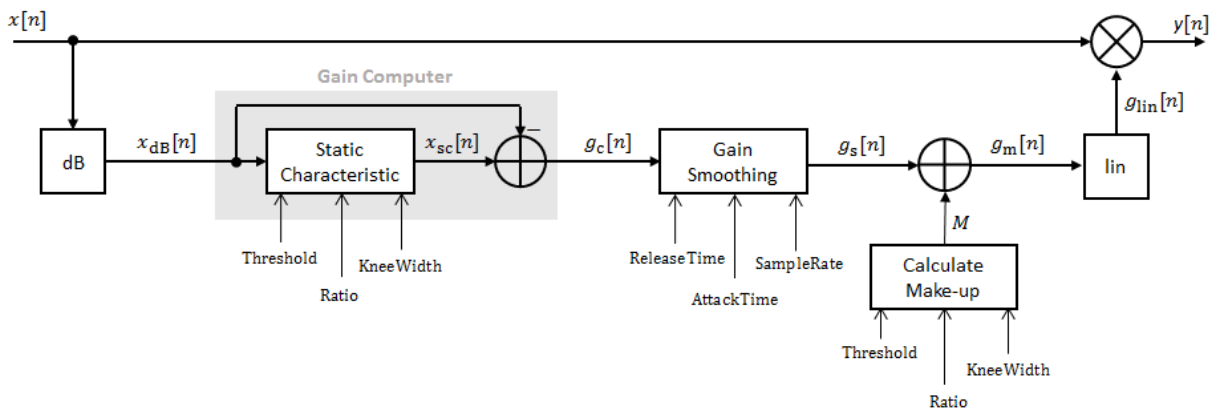 x[n]
y[n]
Gain Computer
g_lin[n]
dB
x_dB[n]
Static
Characteristic
x_sc[n]
−
g_c[n]
Gain
Smoothing
g_s[n]
g_m[n]
lin
Threshold
Ratio
KneeWidth
ReleaseTime
AttackTime
SampleRate
M
Calculate
Make-up
Threshold
Ratio
KneeWidth